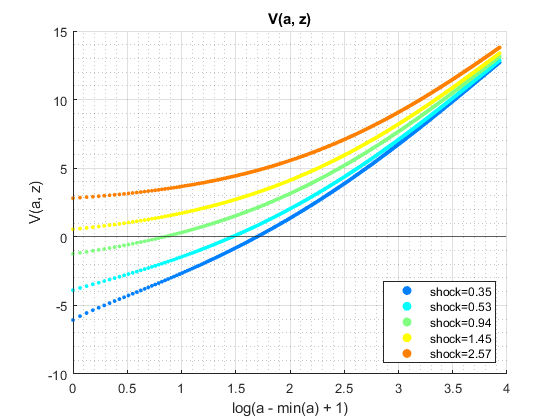 V(a, z)
V(a, z)
15
10
5
0
-5
-10
0
0.5
1
1.5
2
2.5
3
3.5
4
log(a - min(a) + 1)
shock=0.35
shock=0.53
shock=0.94
shock=1.45
shock=2.57